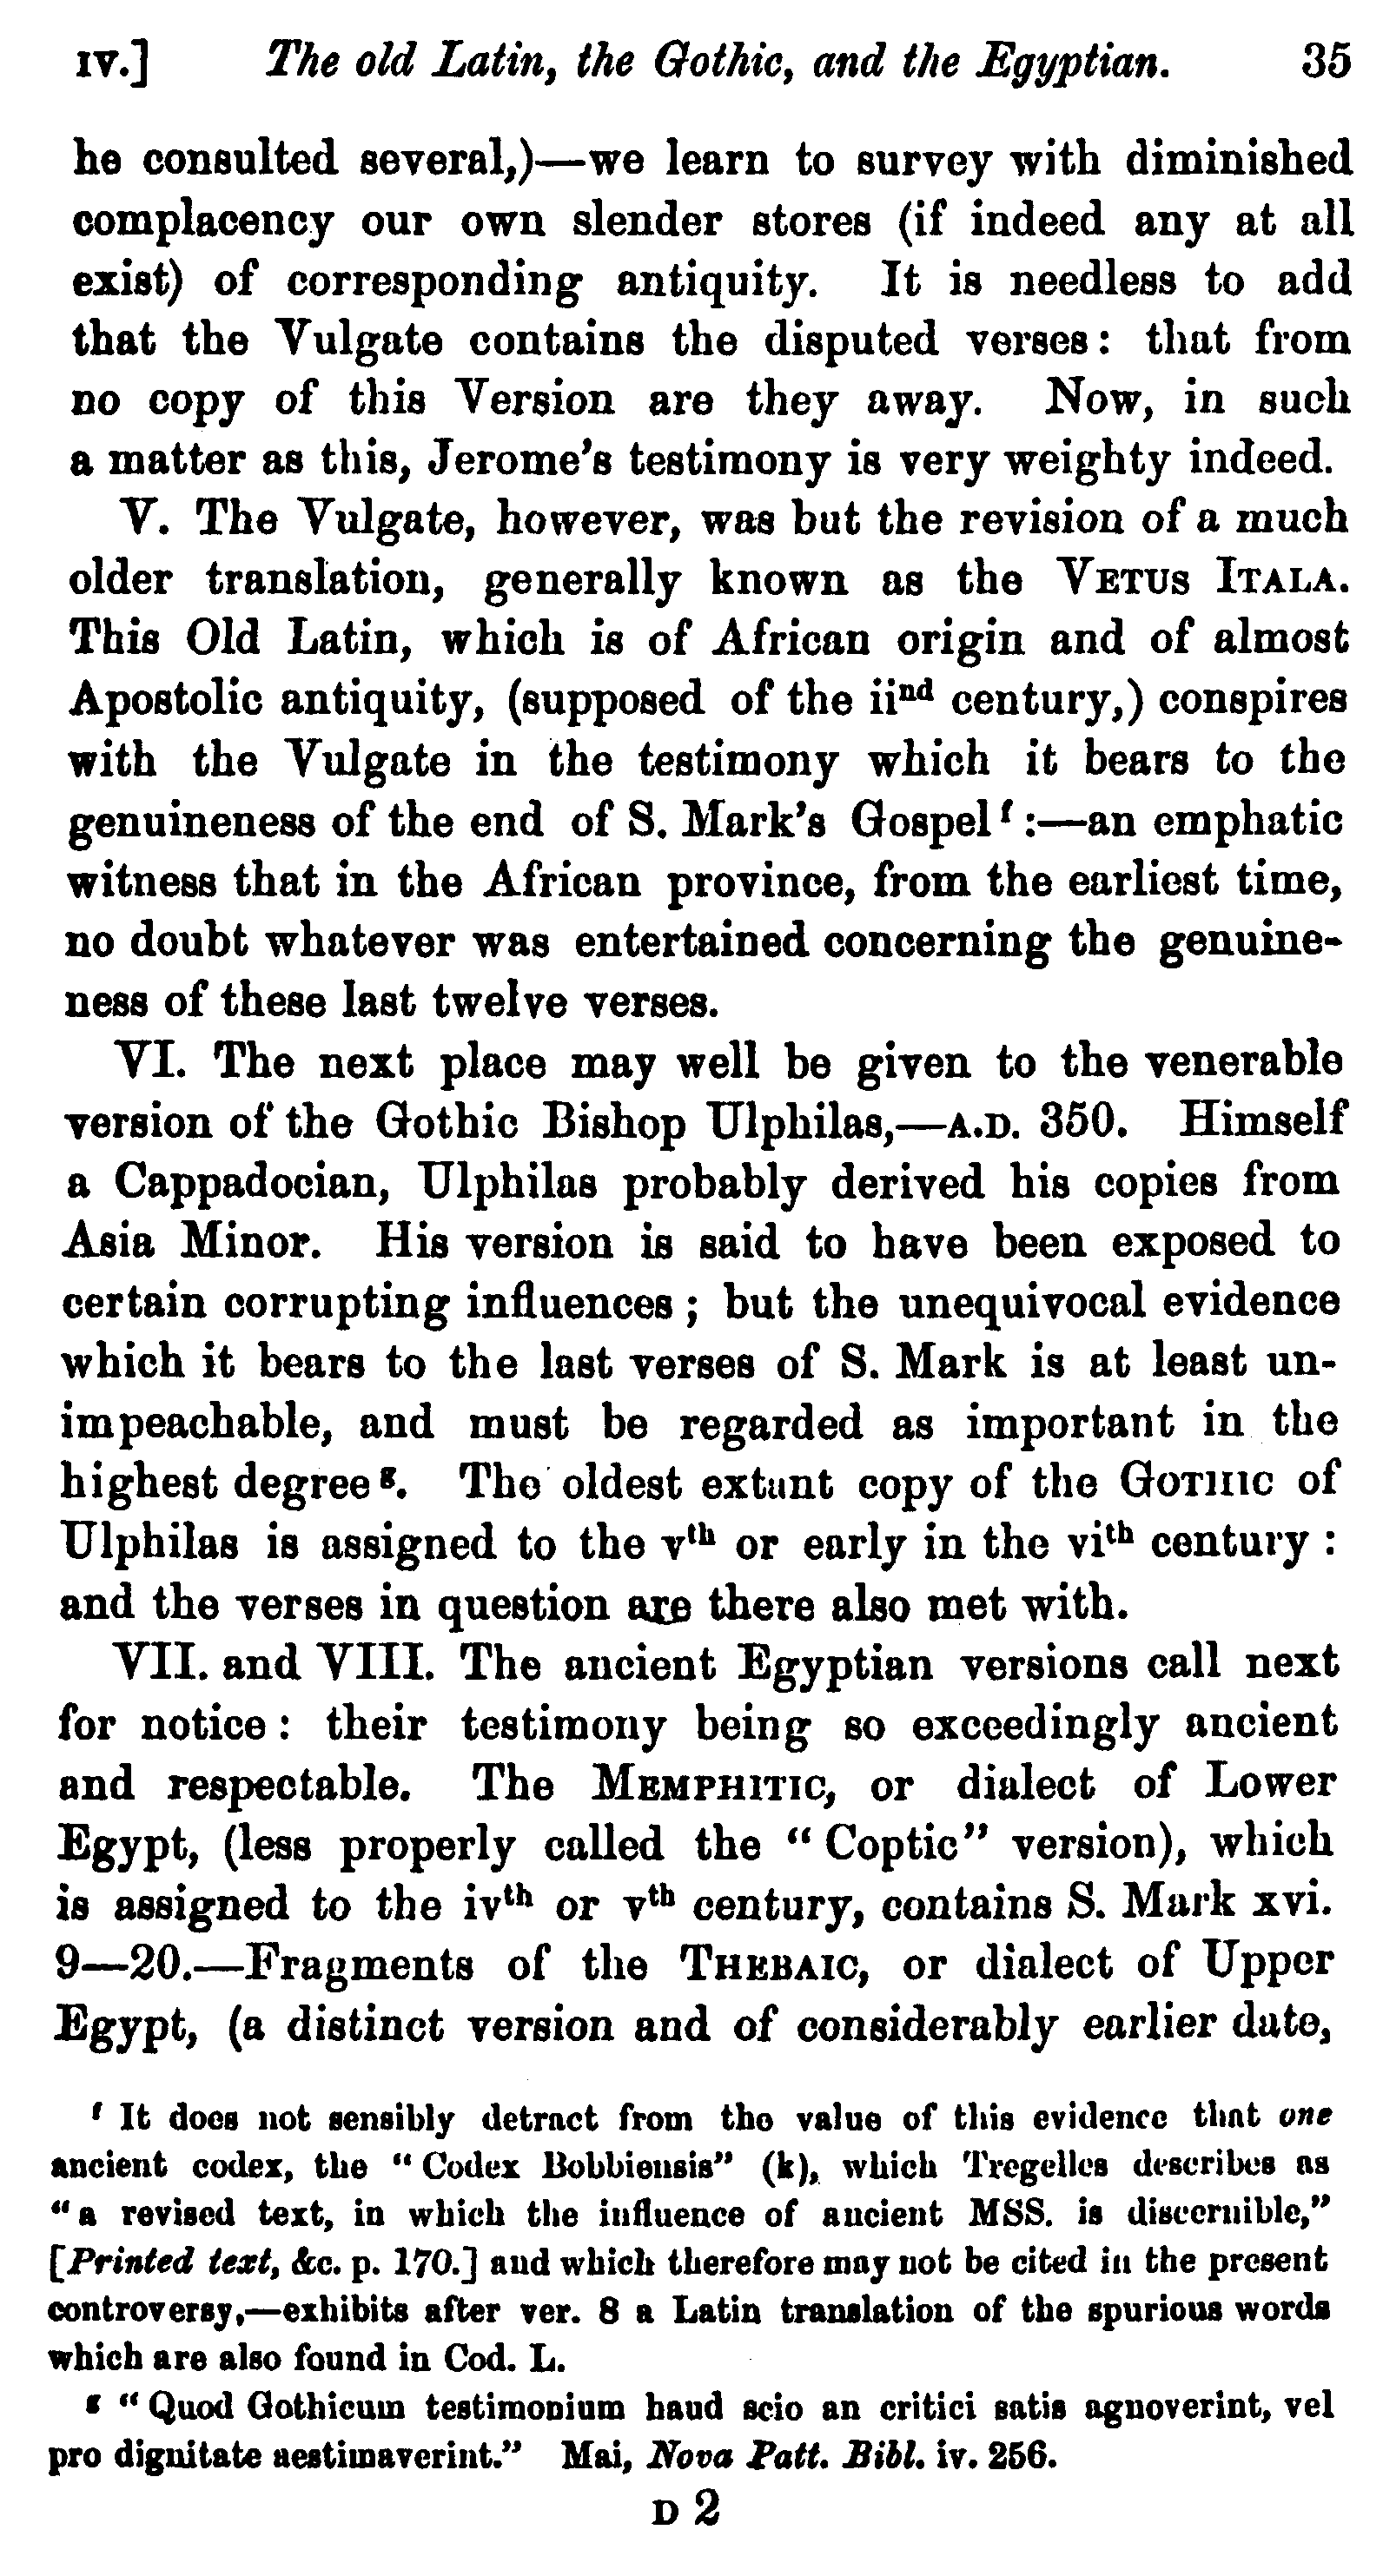 IV.] The old Latin, the Gothic, and the Egyptian. 35
he consulted several,)—we learn to survey with diminished
complacency our own slender stores (if indeed any at all
exist) of corresponding antiquity. It is needless to add
that the Vulgate contains the disputed verses: that from
no copy of this Version are they away. Now, in such
a matter as this, Jerome's testimony is very weighty indeed.
V. The Vulgate, however, was but the revision of a much
older translation, generally known as the VETUS ITALA.
This Old Latin, which is of African origin and of almost
Apostolic antiquity, (supposed of the iind century,) conspires
with the Vulgate in the testimony which it bears to the
genuineness of the end of S. Mark's Gospel f :—an emphatic
witness that in the African province, from the earliest time,
no doubt whatever was entertained concerning the genuine-
ness of these last twelve verses.
VI. The next place may well be given to the venerable
version of the Gothic Bishop Ulphilas,—A.D. 350. Himself
a Cappadocian, Ulphilas probably derived his copies from
Asia Minor. His version is said to have been exposed to
certain corrupting influences; but the unequivocal evidence
which it bears to the last verses of S. Mark is at least un-
impeachable, and must be regarded as important in the
highest degree g. The oldest extant copy of the GOTHIC of
Ulphilas is assigned to the vth or early in the vith century:
and the verses in question are there also met with.
VII. and VIII. The ancient Egyptian versions call next
for notice: their testimony being so exceedingly ancient
and respectable. The MEMPHITIC, or dialect of Lower
Egypt, (less properly called the "Coptic" version), which
is assigned to the ivth or vth century, contains S. Mark xvi.
9—20.—Fragments of the THEBAIC, or dialect of Upper
Egypt, (a distinct version and of considerably earlier date,
f It does not sensibly detract from the value of this evidence that one
ancient codex, the "Codex Bobbiensis" (k), which Tregelles describes as
"a revised text, in which the influence of ancient MSS. is discernible,"
[Printed text, &c. p. 170.] and which therefore may not be cited in the present
controversy,—exhibits after ver. 8 a Latin translation of the spurious words
which are also found in Cod. L.
g "Quod Gothicum testimonium haud scio an critici satis agnoverint, vel
pro dignitate aestimaverint." Mai, Nova Patt. Bibl. iv. 256.
D 2